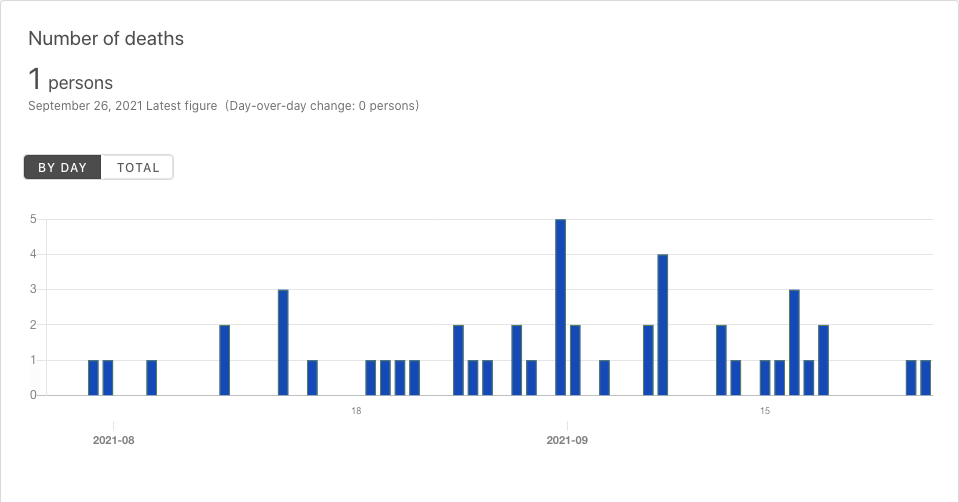 Number of deaths
1 persons
September 26, 2021 Latest figure (Day-over-day change: 0 persons)
BY DAY TOTAL
5
4
3
2
1
0
18 15
2021-08 2021-09